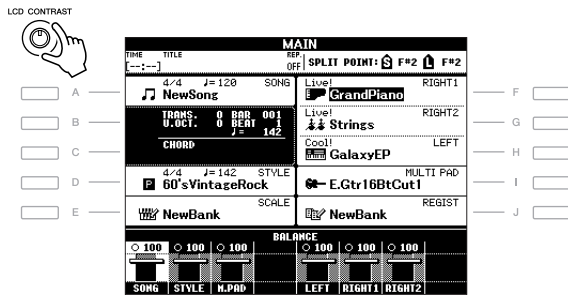 LCD CONTRAST
MAIN
TIME TITLE REP. SPLIT POINT: S F#2 L F#2
[--:--] OFF
4/4 ♩=120 SONG
NewSong
Live! RIGHT1
GrandPiano
TRANS. 0 BAR 001
U.OCT. 0 BEAT 1
♩= 142
CHORD
Live! RIGHT2
Strings
Cool! LEFT
GalaxyEP
4/4 ♩=142 STYLE
P 60'sVintageRock
MULTI PAD
E.Gtr16BtCut1
SCALE
NewBank
REGIST
NewBank
A
B
C
D
E
F
G
H
I
J
BALANCE
100 100 100 100 100 100
SONG STYLE M.PAD LEFT RIGHT1 RIGHT2